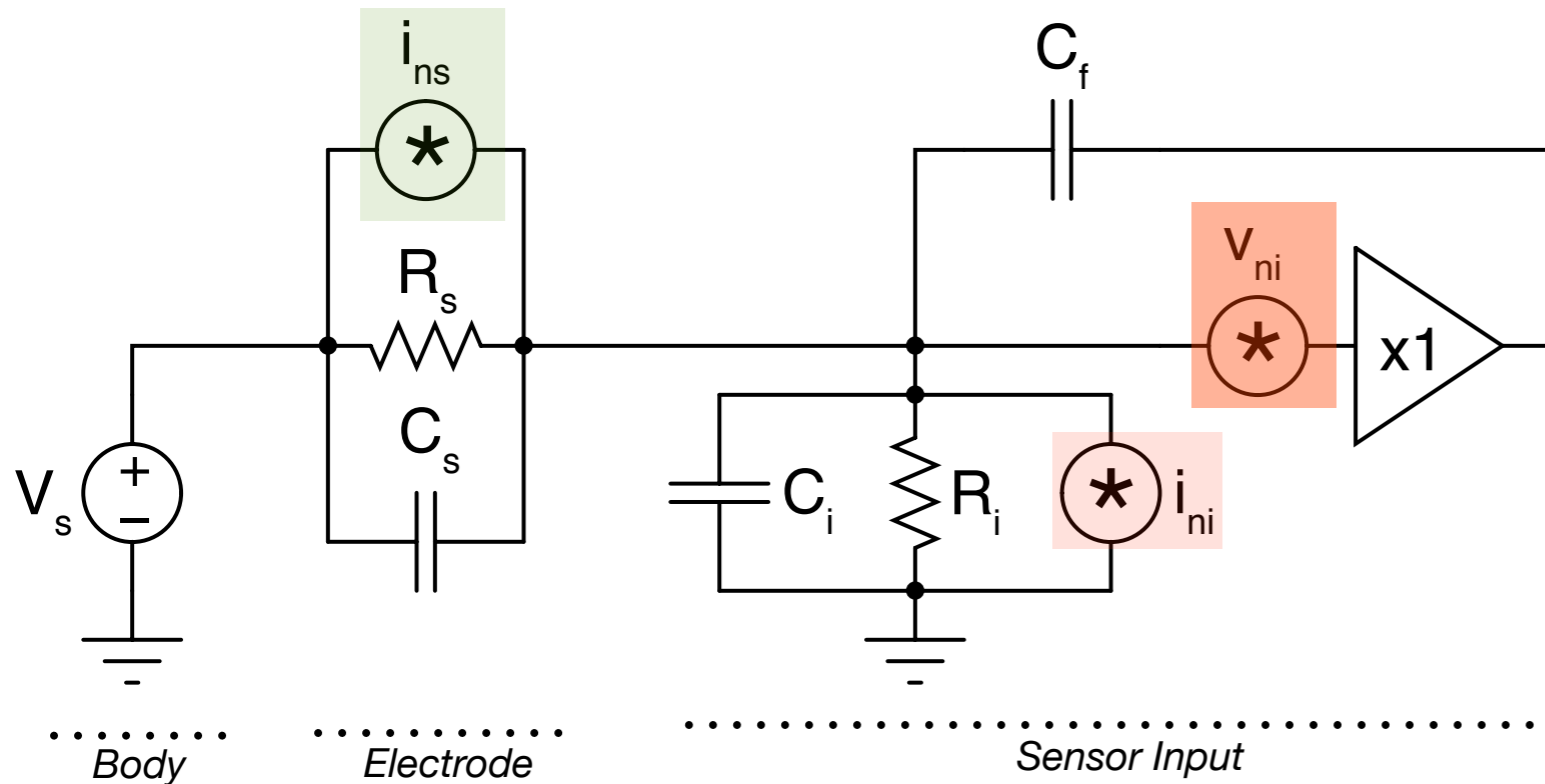 i_ns
C_f
R_s
v_ni
x1
C_s
V_s
+
−
C_i
R_i
i_ni
Body
Electrode
Sensor Input